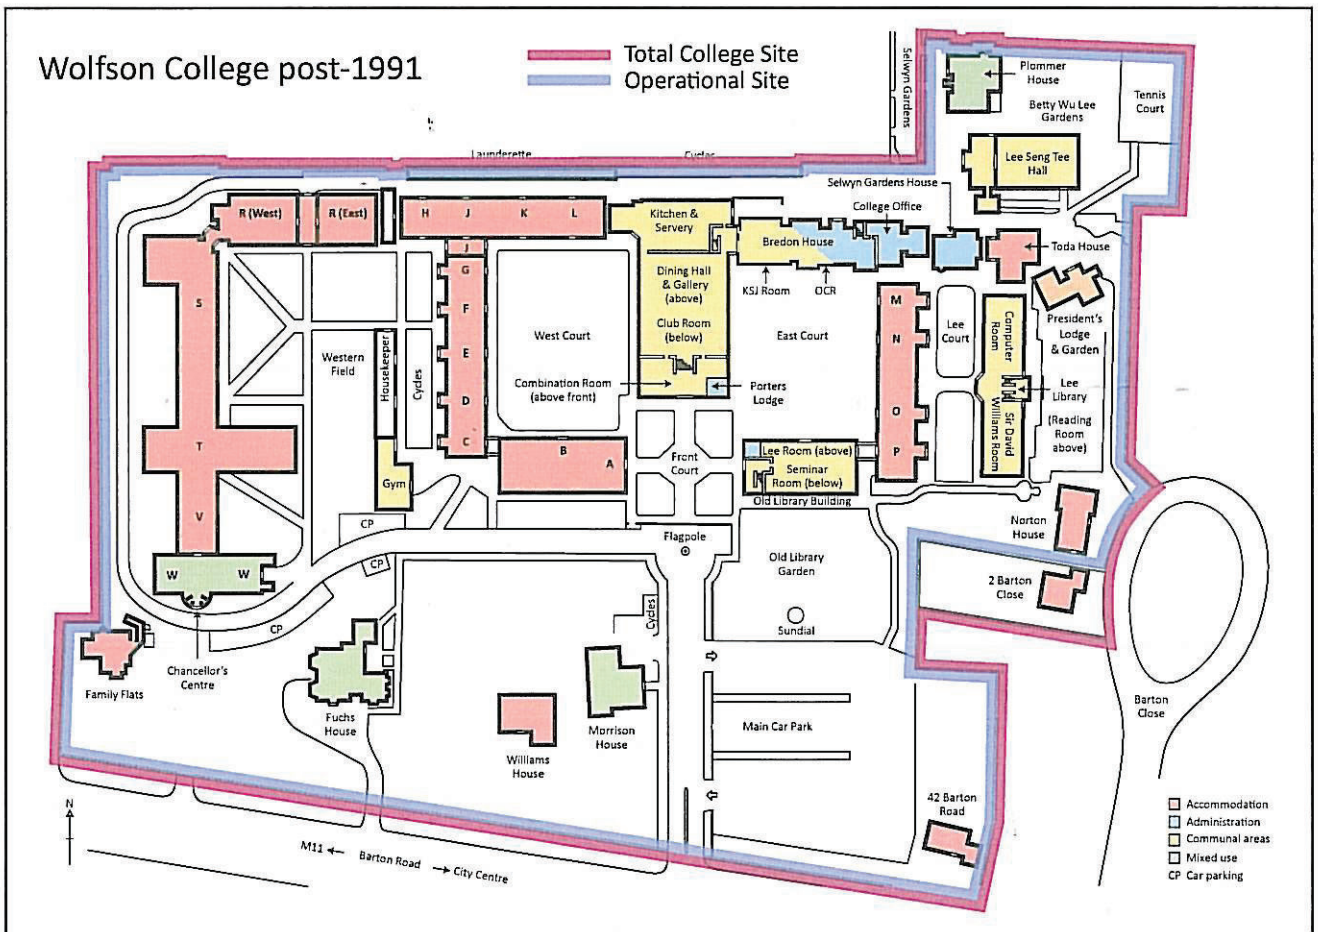 Wolfson College post-1991
Total College Site
Operational Site
Selwyn Gardens
Plommer
House
Betty Wu Lee
Gardens
Tennis
Court
Launderette
Cycles
Lee Seng Tee
Hall
Selwyn Gardens House
College Office
R (West)
R (East)
H
J
K
L
Kitchen &
Servery
Bredon House
Toda House
J
G
F
E
D
C
S
T
V
W
W
Dining Hall
& Gallery
(above)
Club Room
(below)
KSJ Room
OCR
M
N
O
P
Lee
Court
Computer
Room
President's
Lodge
& Garden
West Court
East Court
Western
Field
Housekeeper
Cycles
Combination Room
(above front)
Porters
Lodge
Lee
Library
(Reading
Room
above)
Sir David
Williams Room
B
A
Front
Court
Lee Room (above)
Seminar
Room (below)
Old Library Building
Gym
CP
CP
CP
Flagpole
Old Library
Garden
Sundial
Norton
House
2 Barton
Close
Cycles
Family Flats
Chancellor's
Centre
Fuchs
House
Williams
House
Morrison
House
Main Car Park
Barton
Close
42 Barton
Road
N
M11
Barton Road
City Centre
Accommodation
Administration
Communal areas
Mixed use
CP Car parking